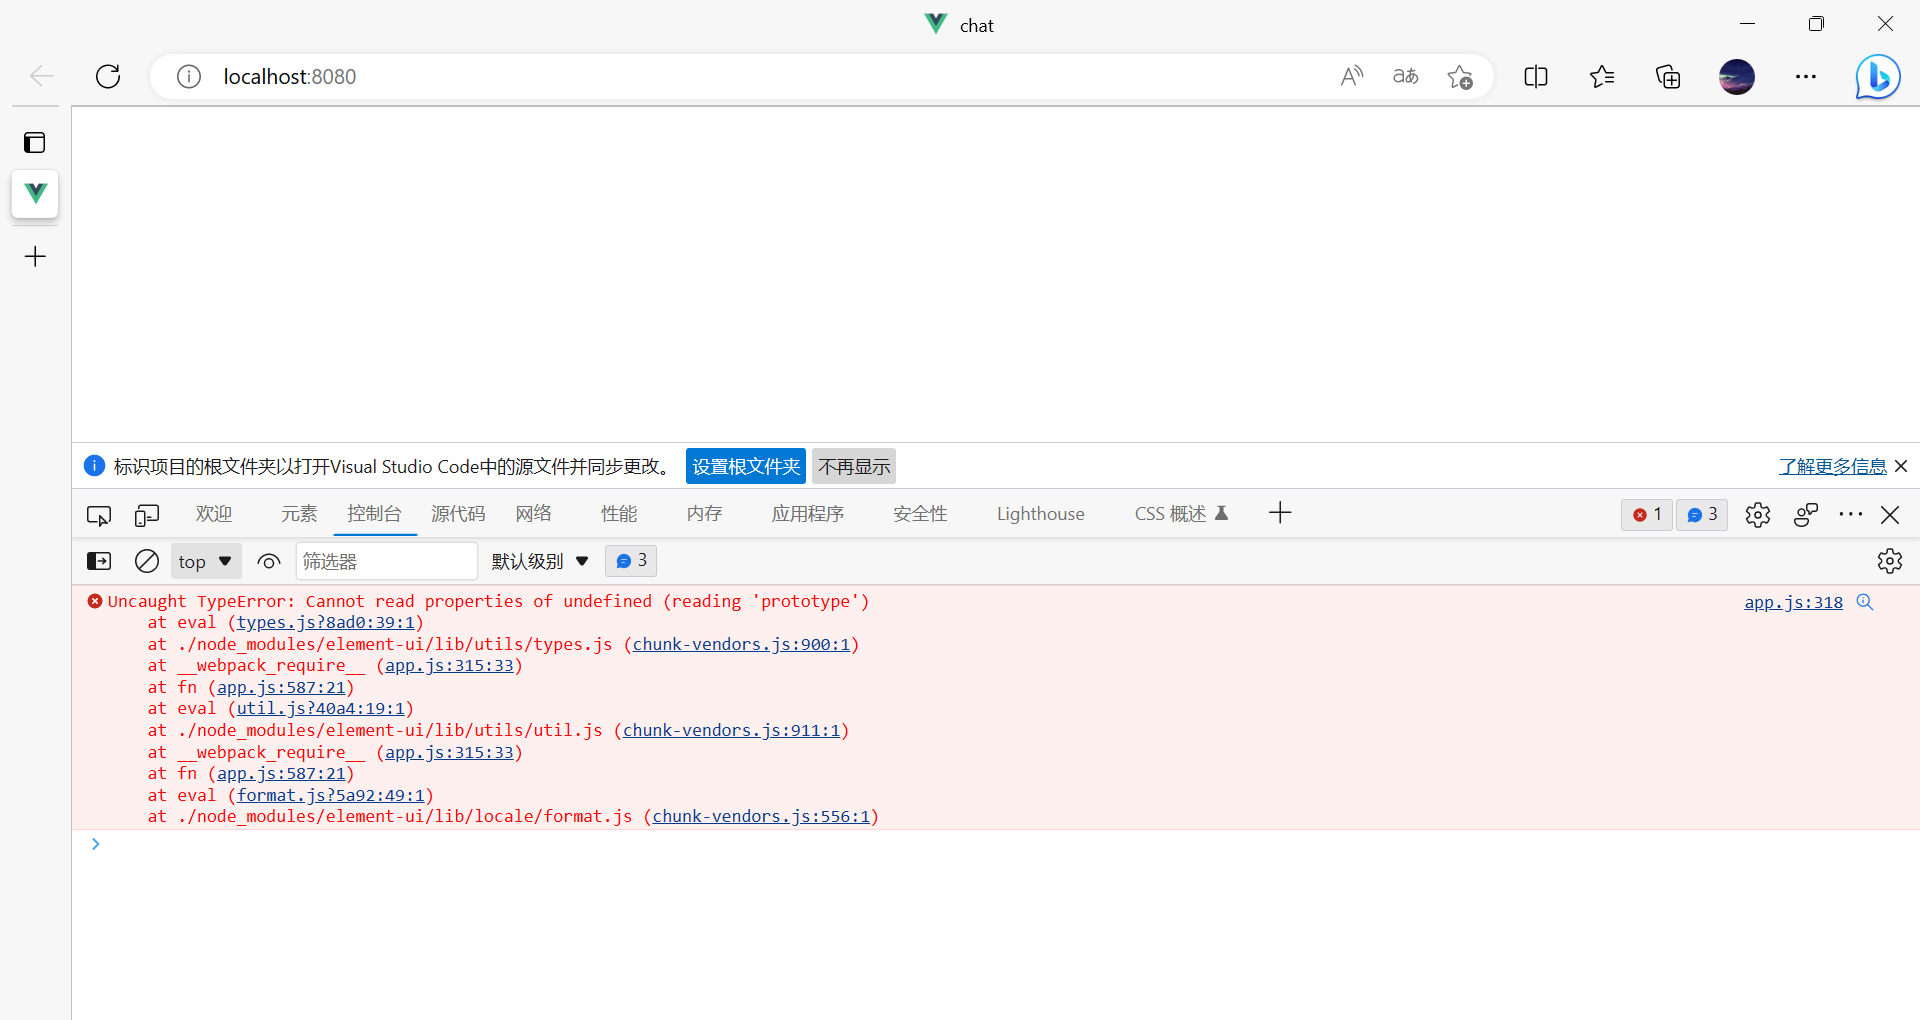 chat
localhost:8080
标识项目的根文件夹以打开Visual Studio Code中的源文件并同步更改。 设置根文件夹 不再显示 了解更多信息
欢迎 元素 控制台 源代码 网络 性能 内存 应用程序 安全性 Lighthouse CSS 概述 1 3
top 筛选器 默认级别 3
Uncaught TypeError: Cannot read properties of undefined (reading 'prototype') app.js:318
at eval (types.js?8ad0:39:1)
at ./node_modules/element-ui/lib/utils/types.js (chunk-vendors.js:900:1)
at __webpack_require__ (app.js:315:33)
at fn (app.js:587:21)
at eval (util.js?40a4:19:1)
at ./node_modules/element-ui/lib/utils/util.js (chunk-vendors.js:911:1)
at __webpack_require__ (app.js:315:33)
at fn (app.js:587:21)
at eval (format.js?5a92:49:1)
at ./node_modules/element-ui/lib/locale/format.js (chunk-vendors.js:556:1)